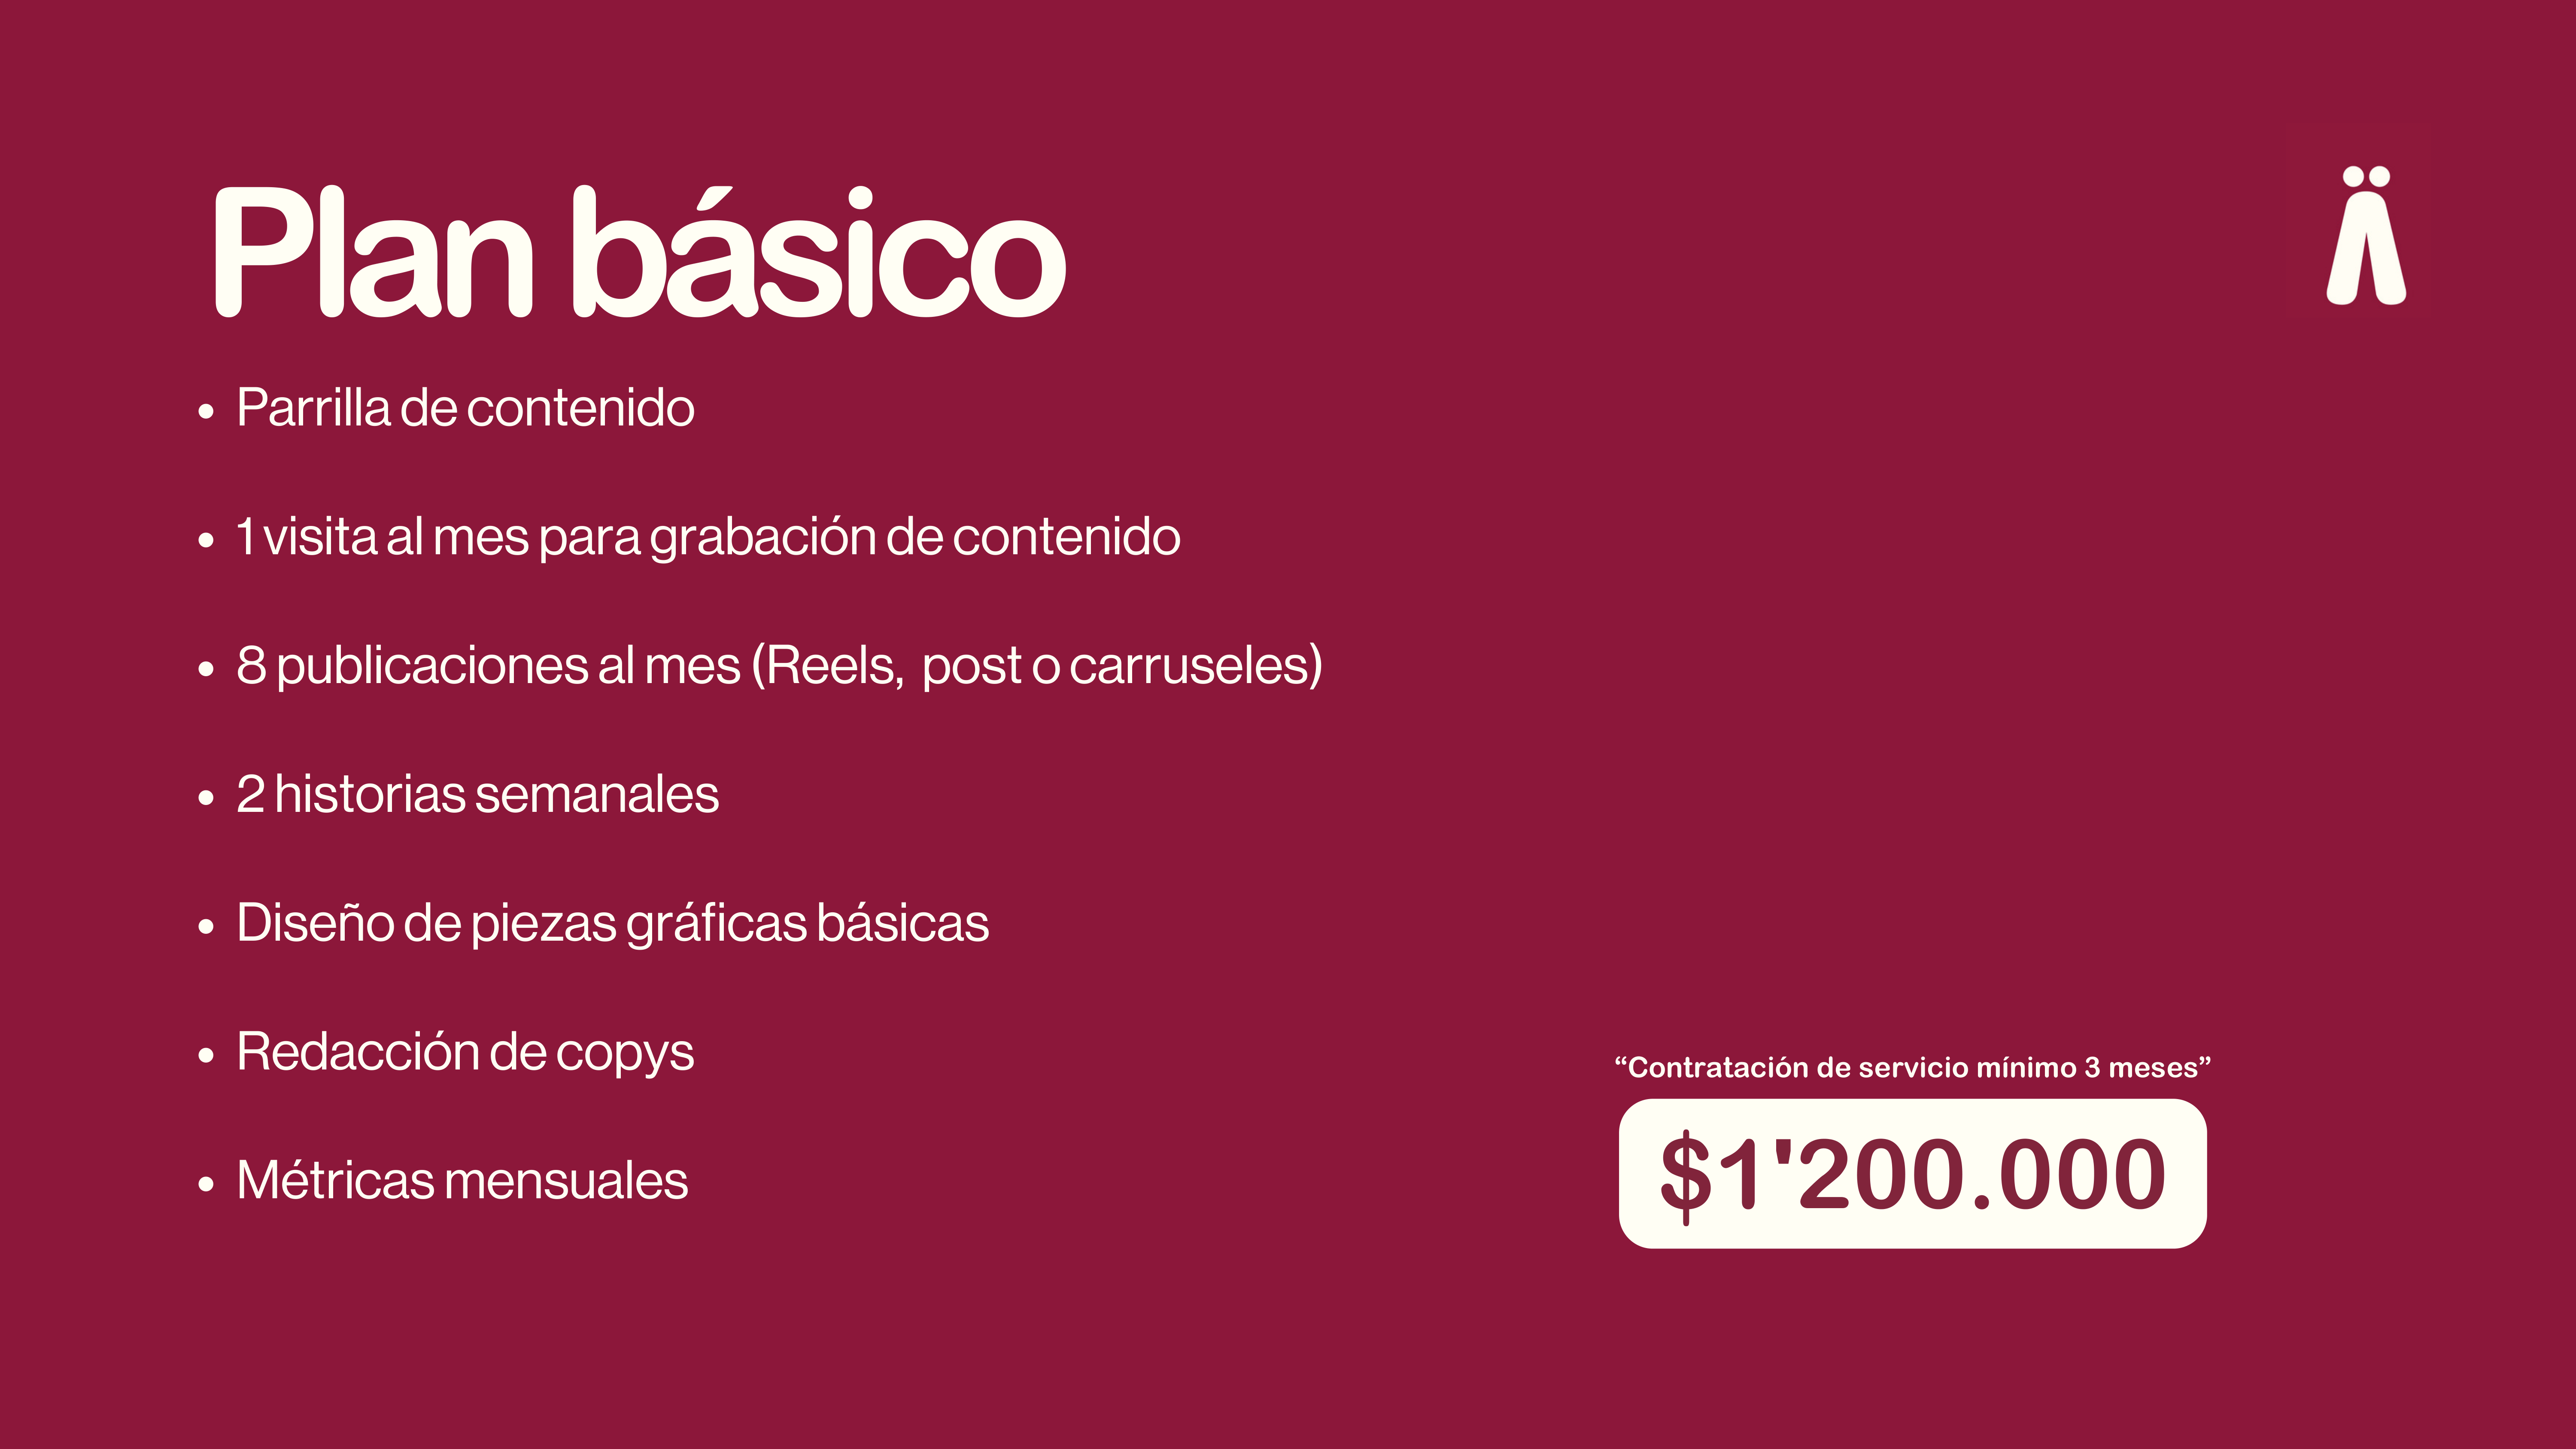 Plan básico
Ä
• Parrilla de contenido
• 1 visita al mes para grabación de contenido
• 8 publicaciones al mes (Reels,  post o carruseles)
• 2 historias semanales
• Diseño de piezas gráficas básicas
• Redacción de copys
• Métricas mensuales
“Contratación de servicio mínimo 3 meses”
$1'200.000